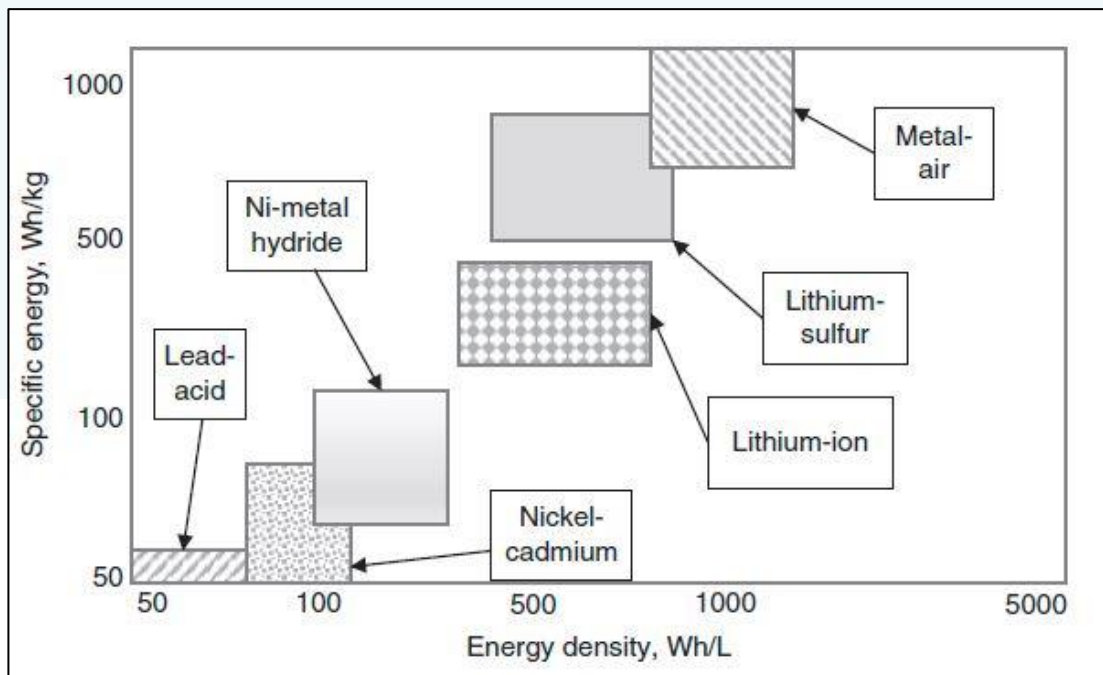 Specific energy, Wh/kg
1000
500
100
50
Metal-
air
Ni-metal
hydride
Lithium-
sulfur
Lead-
acid
Lithium-ion
Nickel-
cadmium
50 100 500 1000 5000
Energy density, Wh/L